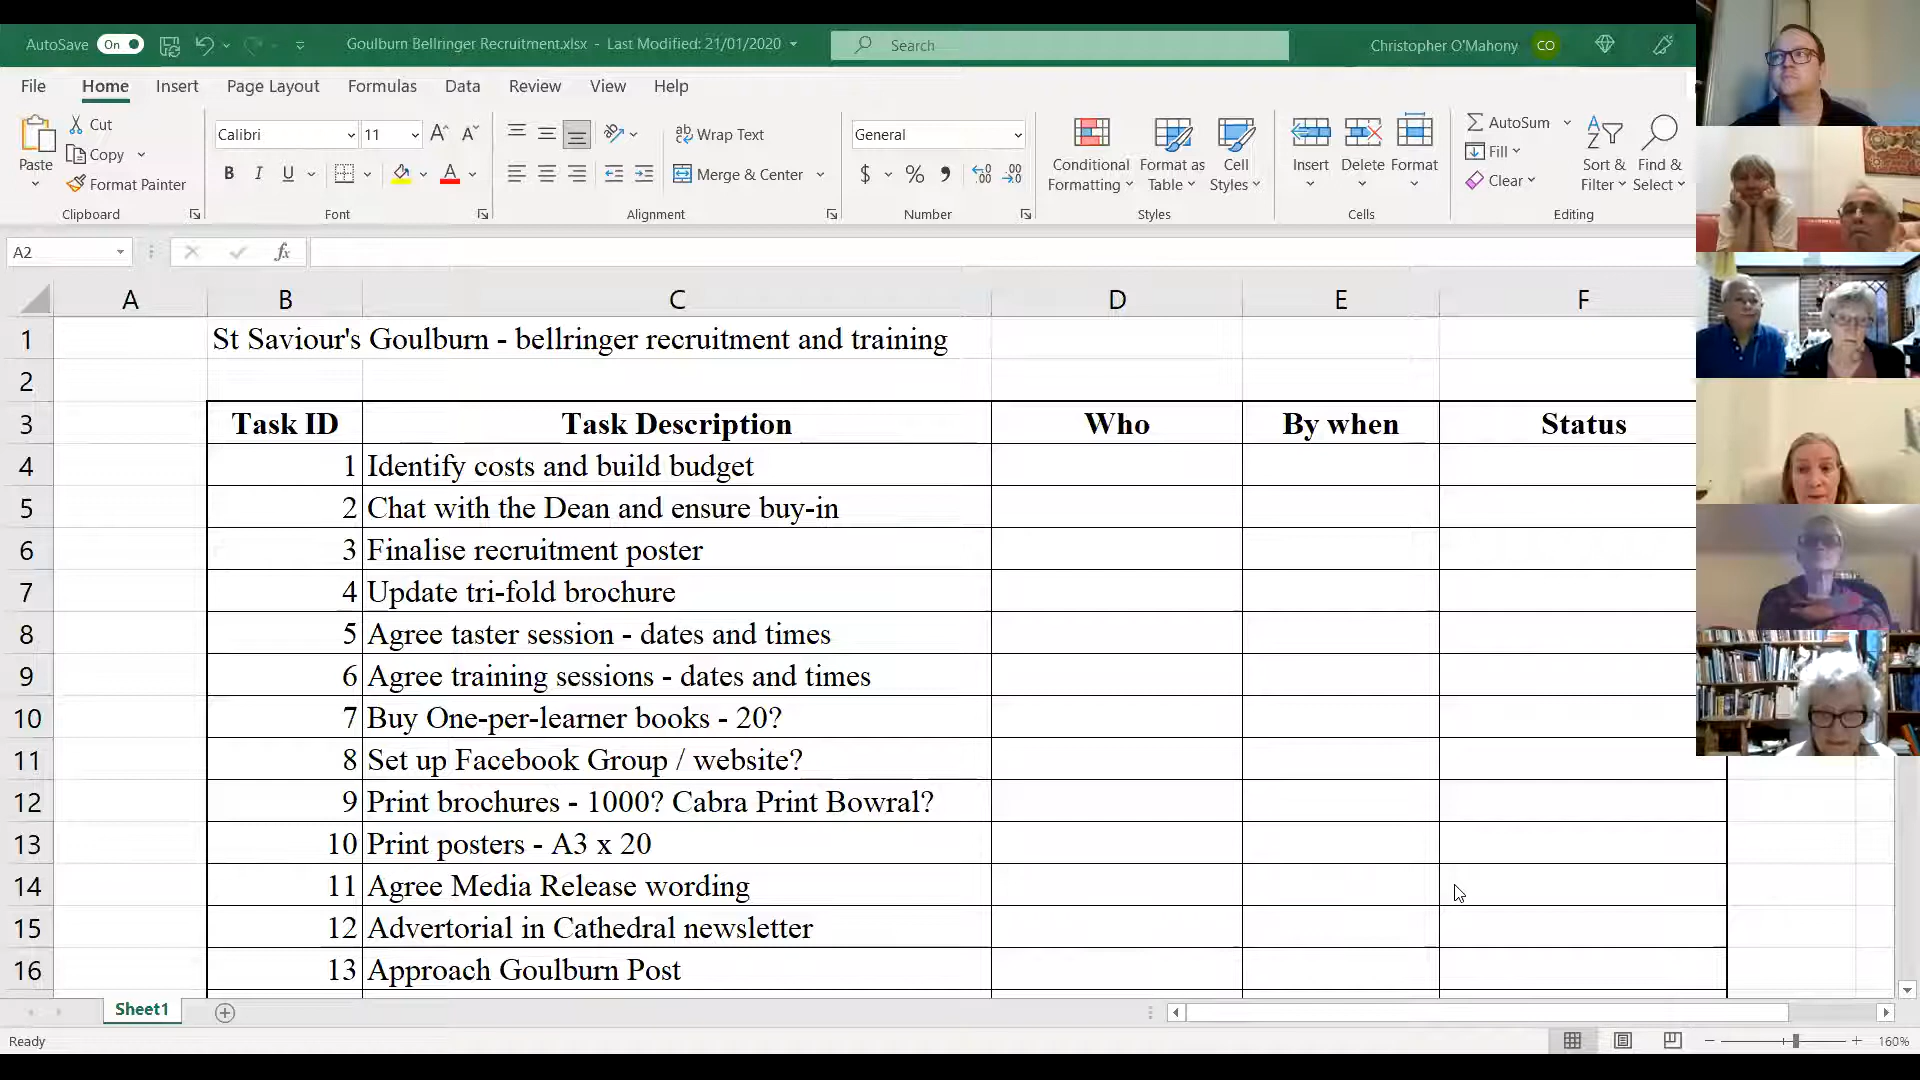 AutoSave On Goulburn Bellringer Recruitment.xlsx - Last Modified: 21/01/2020 Search Christopher O'Mahony CO
File Home Insert Page Layout Formulas Data Review View Help
Paste Cut Copy Format Painter
Clipboard
Calibri 11
B I U A
Font
Wrap Text
Merge & Center
Alignment
General
$ % ,
Number
Conditional Formatting Format as Table Cell Styles
Styles
Insert Delete Format
Cells
AutoSum
Fill
Clear
Sort & Filter Find & Select
Editing
A2 fx
A B C D E F
1 St Saviour's Goulburn - bellringer recruitment and training
2
3 Task ID Task Description Who By when Status
4 1 Identify costs and build budget
5 2 Chat with the Dean and ensure buy-in
6 3 Finalise recruitment poster
7 4 Update tri-fold brochure
8 5 Agree taster session - dates and times
9 6 Agree training sessions - dates and times
10 7 Buy One-per-learner books - 20?
11 8 Set up Facebook Group / website?
12 9 Print brochures - 1000? Cabra Print Bowral?
13 10 Print posters - A3 x 20
14 11 Agree Media Release wording
15 12 Advertorial in Cathedral newsletter
16 13 Approach Goulburn Post
Sheet1
Ready 160%